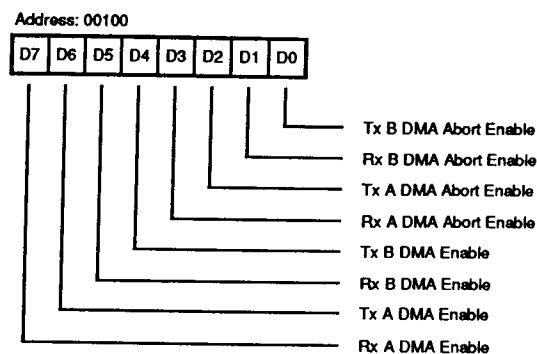 Address: 00100
D7 D6 D5 D4 D3 D2 D1 D0
Tx B DMA Abort Enable
Rx B DMA Abort Enable
Tx A DMA Abort Enable
Rx A DMA Abort Enable
Tx B DMA Enable
Rx B DMA Enable
Tx A DMA Enable
Rx A DMA Enable